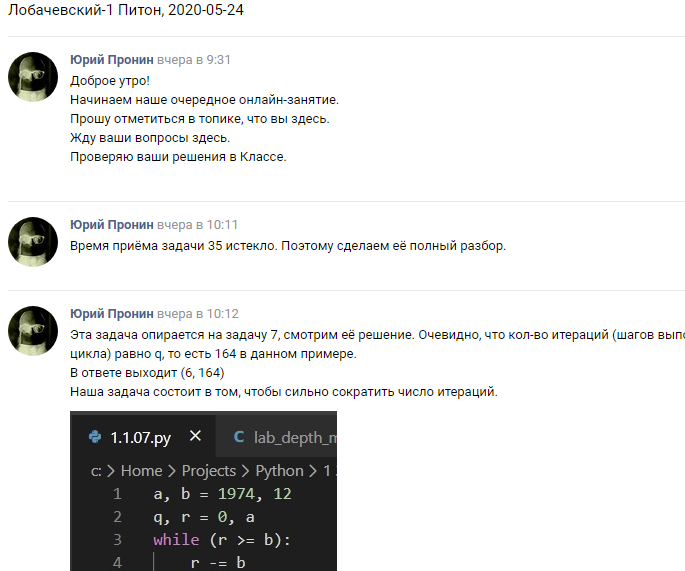 Лобачевский-1 Питон, 2020-05-24
Юрий Пронин вчера в 9:31
Доброе утро!
Начинаем наше очередное онлайн-занятие.
Прошу отметиться в топике, что вы здесь.
Жду ваши вопросы здесь.
Проверяю ваши решения в Классе.
Юрий Пронин вчера в 10:11
Время приёма задачи 35 истекло. Поэтому сделаем её полный разбор.
Юрий Пронин вчера в 10:12
Эта задача опирается на задачу 7, смотрим её решение. Очевидно, что кол-во итераций (шагов
цикла) равно q, то есть 164 в данном примере.
В ответе выходит (6, 164)
Наша задача состоит в том, чтобы сильно сократить число итераций.
1.1.07.py × C lab_depth_m
c: > Home > Projects > Python > 1
1 a, b = 1974, 12
2 q, r = 0, a
3 while (r >= b):
4 r -= b